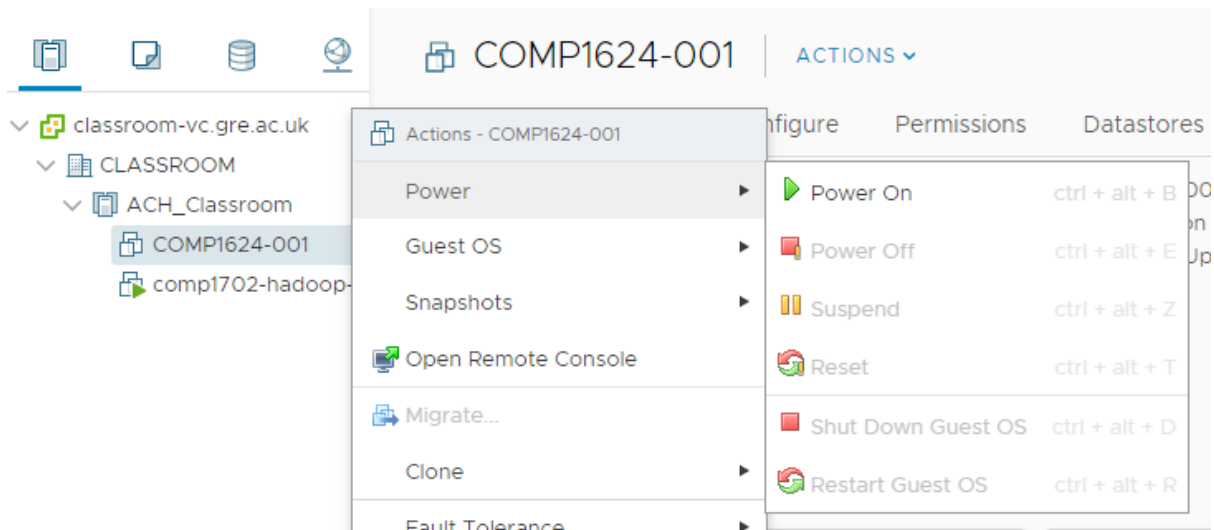 COMP1624-001
ACTIONS
classroom-vc.gre.ac.uk
CLASSROOM
ACH_Classroom
COMP1624-001
comp1702-hadoop-
Actions - COMP1624-001
nfigure Permissions Datastores
Power
Guest OS
Snapshots
Open Remote Console
Migrate...
Clone
Fault Tolerance
Power On ctrl + alt + B
Power Off ctrl + alt + E
Suspend ctrl + alt + Z
Reset ctrl + alt + T
Shut Down Guest OS ctrl + alt + D
Restart Guest OS ctrl + alt + R